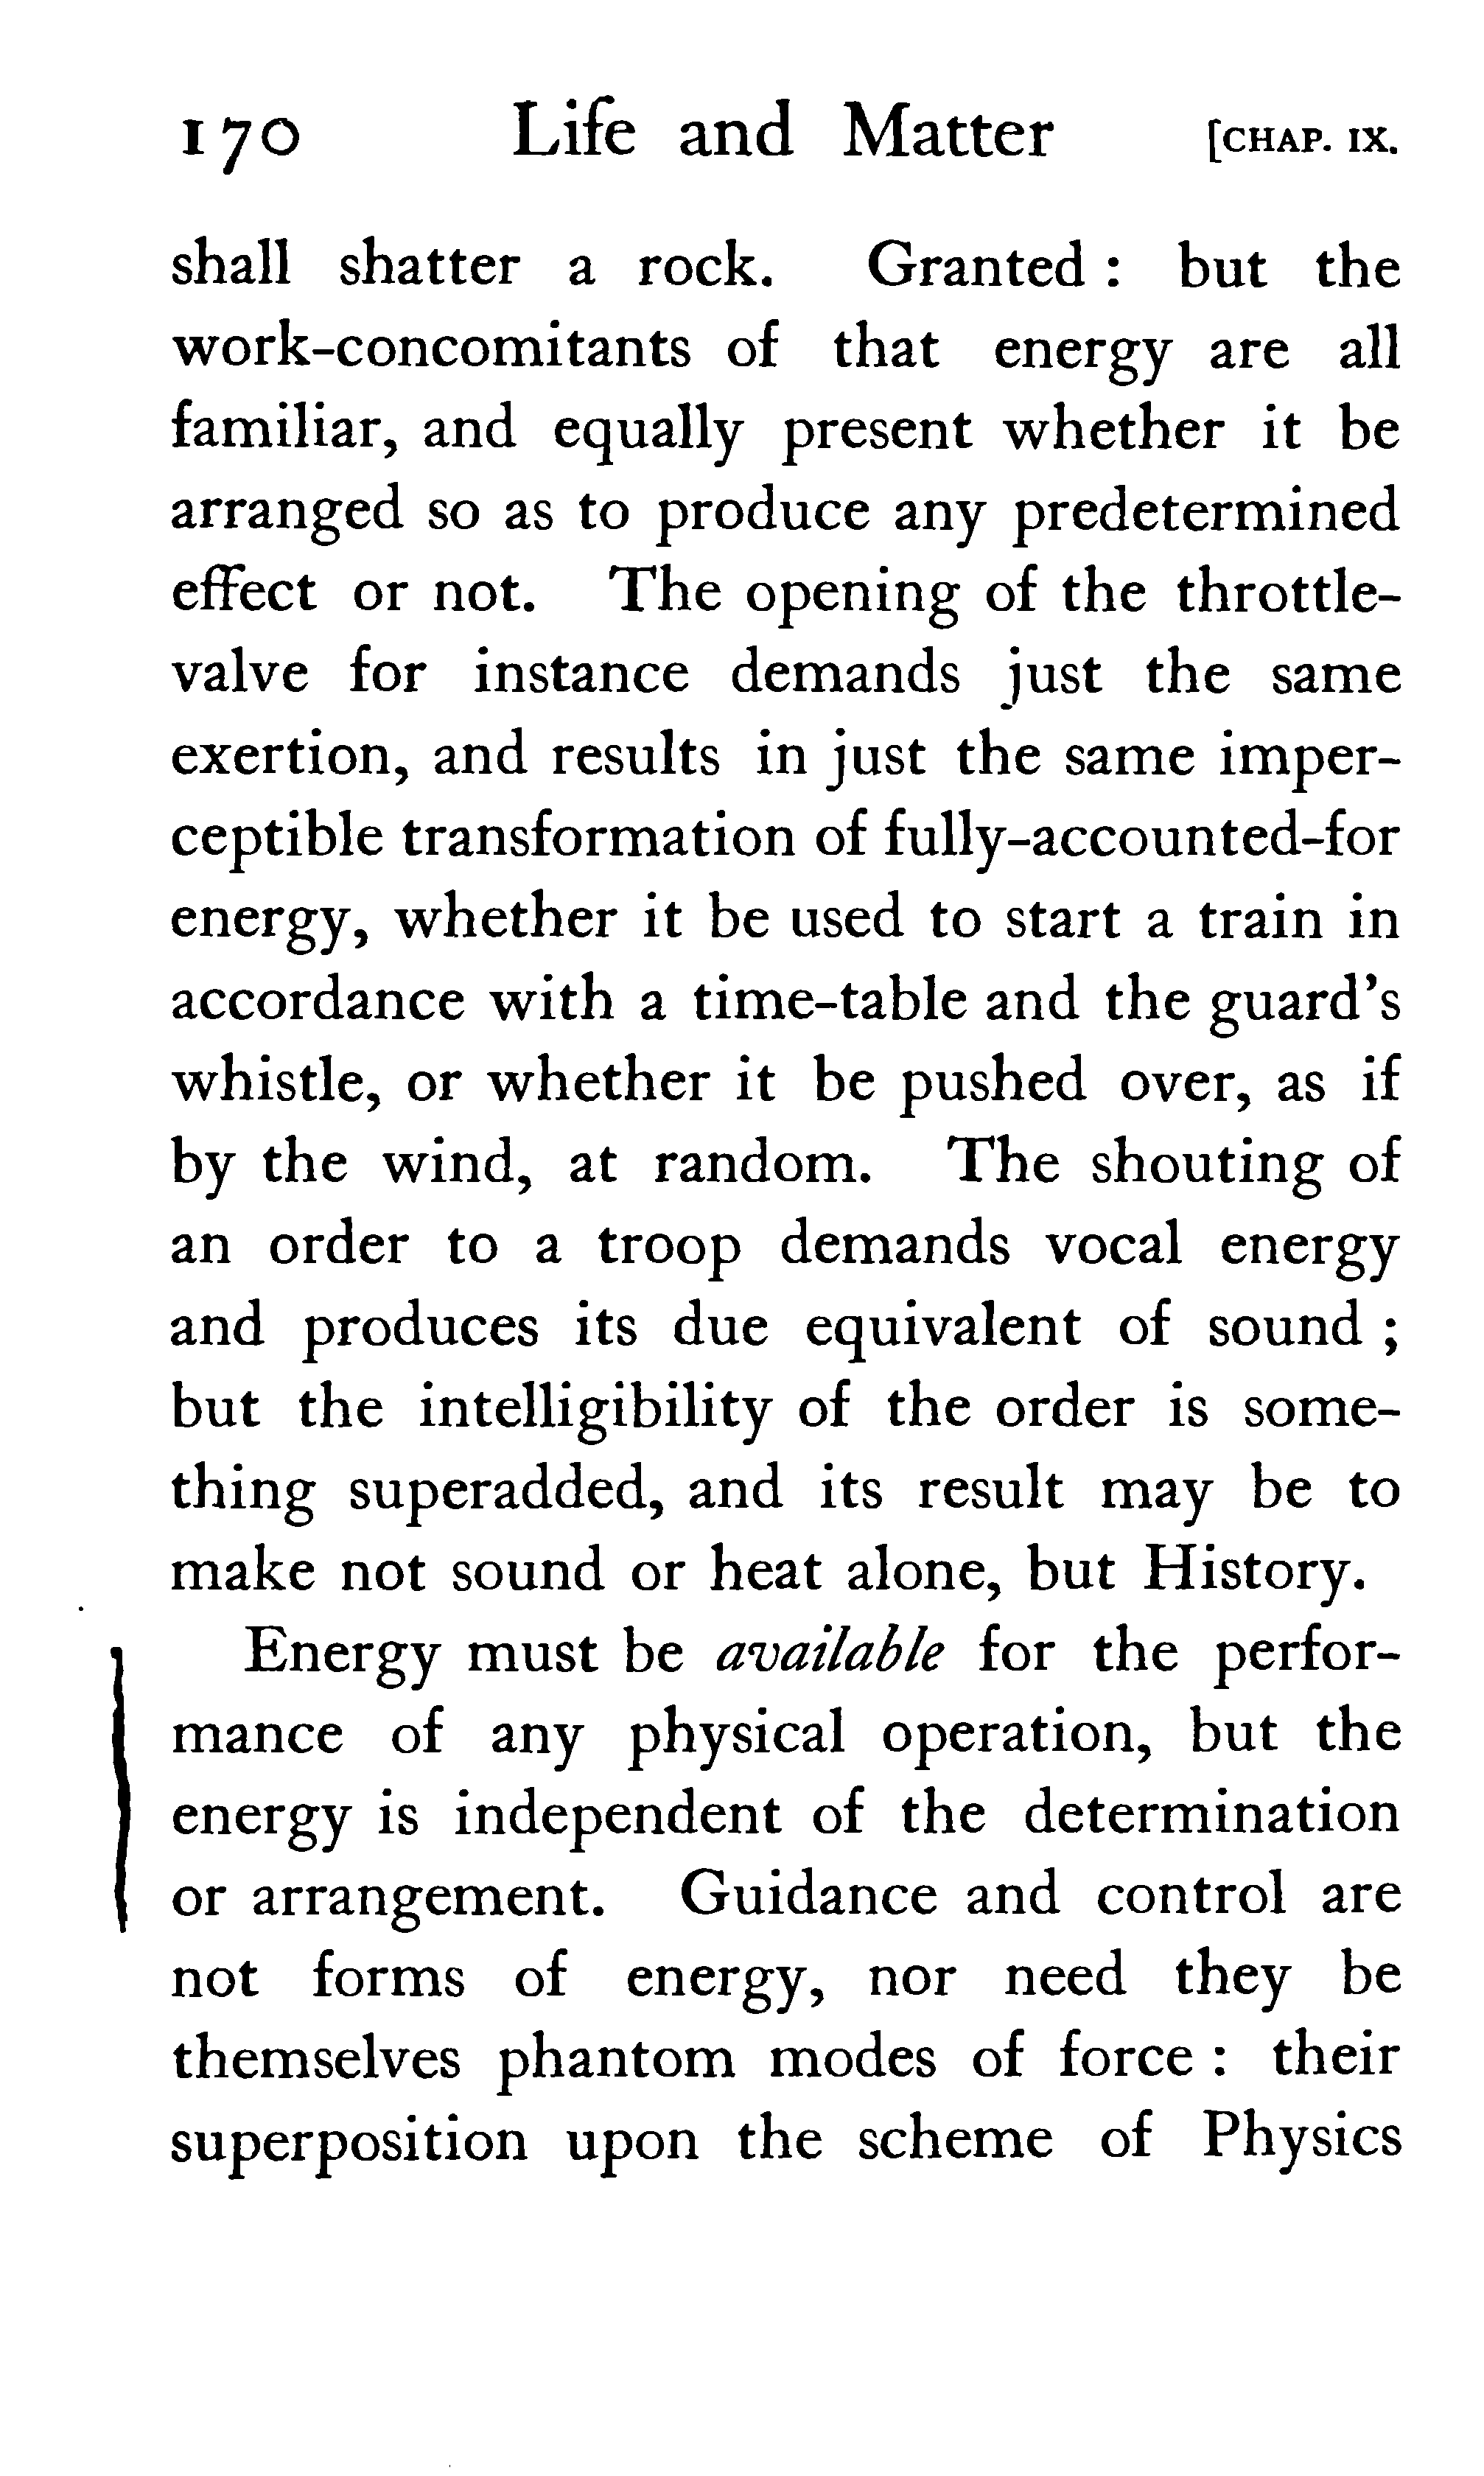 170 Life and Matter [CHAP. IX.
shall shatter a rock. Granted : but the
work-concomitants of that energy are all
familiar, and equally present whether it be
arranged so as to produce any predetermined
effect or not. The opening of the throttle-
valve for instance demands just the same
exertion, and results in just the same imper-
ceptible transformation of fully-accounted-for
energy, whether it be used to start a train in
accordance with a time-table and the guard's
whistle, or whether it be pushed over, as if
by the wind, at random. The shouting of
an order to a troop demands vocal energy
and produces its due equivalent of sound ;
but the intelligibility of the order is some-
thing superadded, and its result may be to
make not sound or heat alone, but History.
Energy must be available for the perfor-
mance of any physical operation, but the
energy is independent of the determination
or arrangement. Guidance and control are
not forms of energy, nor need they be
themselves phantom modes of force : their
superposition upon the scheme of Physics